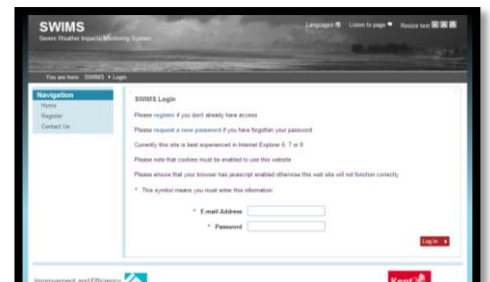 SWIMS
Severe Weather Impacts Monitoring System
Languages Listen to page Resize text A A A
You are here: SWIMS Login
Navigation
Home
Register
Contact Us
SWIMS Login
Please register if you don't already have access
Please request a new password if you have forgotten your password
Currently this site is best experienced in Internet Explorer 6, 7 or 8
Please note that cookies must be enabled to use this website
Please ensure that your browser has javascript enabled otherwise this web site will not function correctly
* This symbol means you must enter this information
* E-mail Address
* Password
Log In
Improvement and Efficiency
Kent